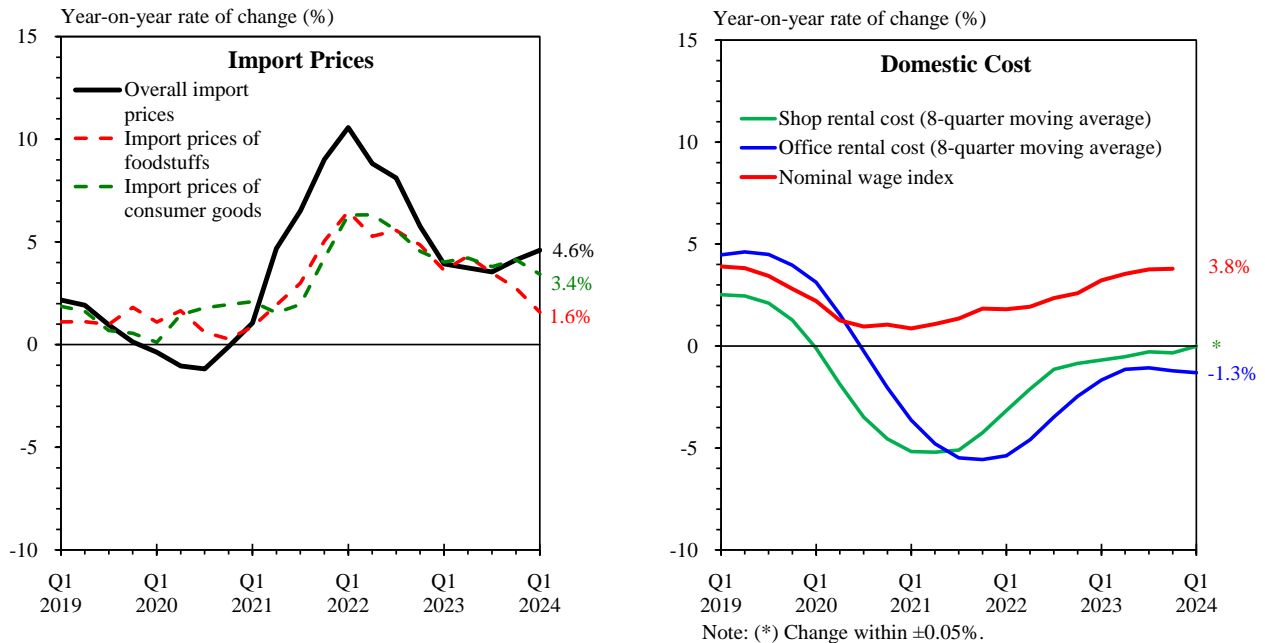 Year-on-year rate of change (%)
Import Prices
Overall import
prices
Import prices of
foodstuffs
Import prices of
consumer goods
15
10
5
0
-5
-10
4.6%
3.4%
1.6%
Q1
2019
Q1
2020
Q1
2021
Q1
2022
Q1
2023
Q1
2024
Year-on-year rate of change (%)
Domestic Cost
Shop rental cost (8-quarter moving average)
Office rental cost (8-quarter moving average)
Nominal wage index
15
10
5
0
-5
-10
3.8%
*
-1.3%
Q1
2019
Q1
2020
Q1
2021
Q1
2022
Q1
2023
Q1
2024
Note: (*) Change within ±0.05%.